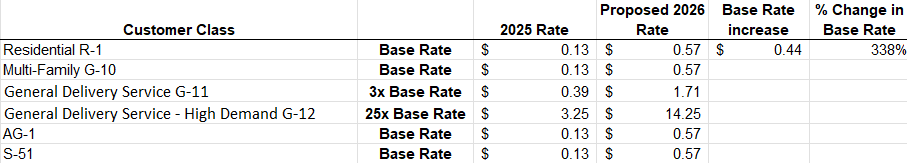 Proposed 2026 Base Rate % Change in
Customer Class 2025 Rate Rate increase Base Rate
Residential R-1 Base Rate $ 0.13 $ 0.57 $ 0.44 338%
Multi-Family G-10 Base Rate $ 0.13 $ 0.57
General Delivery Service G-11 3x Base Rate $ 0.39 $ 1.71
General Delivery Service - High Demand G-12 25x Base Rate $ 3.25 $ 14.25
AG-1 Base Rate $ 0.13 $ 0.57
S-51 Base Rate $ 0.13 $ 0.57